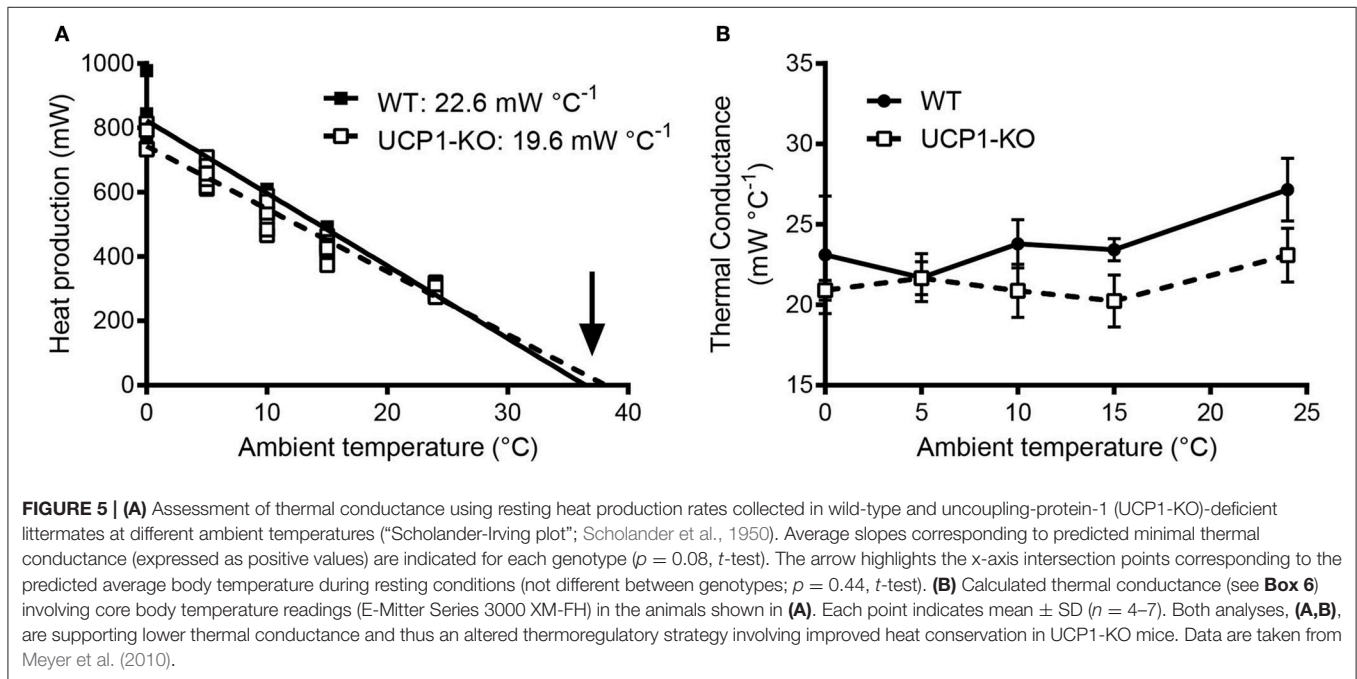 A
B
1000
800
600
400
200
0
Heat production (mW)
WT: 22.6 mW °C⁻¹
UCP1-KO: 19.6 mW °C⁻¹
0
10
20
30
40
Ambient temperature (°C)
35
30
25
20
15
Thermal Conductance
(mW °C⁻¹)
WT
UCP1-KO
0
5
10
15
20
25
Ambient temperature (°C)
FIGURE 5 | (A) Assessment of thermal conductance using resting heat production rates collected in wild-type and uncoupling-protein-1 (UCP1-KO)-deficient
littermates at different ambient temperatures (“Scholander-Irving plot”; Scholander et al., 1950). Average slopes corresponding to predicted minimal thermal
conductance (expressed as positive values) are indicated for each genotype (p = 0.08, t-test). The arrow highlights the x-axis intersection points corresponding to the
predicted average body temperature during resting conditions (not different between genotypes; p = 0.44, t-test). (B) Calculated thermal conductance (see Box 6)
involving core body temperature readings (E-Mitter Series 3000 XM-FH) in the animals shown in (A). Each point indicates mean ± SD (n = 4–7). Both analyses, (A,B),
are supporting lower thermal conductance and thus an altered thermoregulatory strategy involving improved heat conservation in UCP1-KO mice. Data are taken from
Meyer et al. (2010).